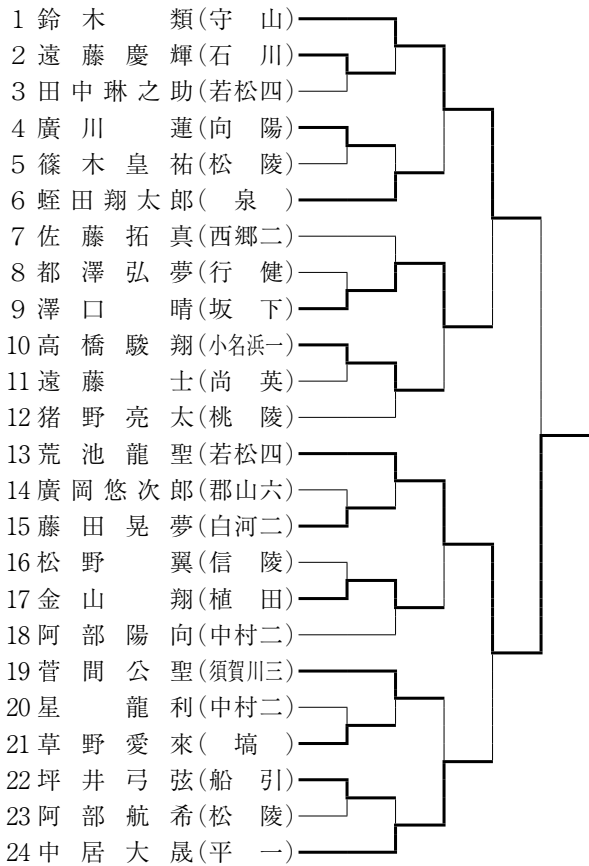 1 鈴木類(守山)
2 遠藤慶輝(石川)
3 田中琳之助(若松四)
4 廣川蓮(向陽)
5 篠木皇祐(松陵)
6 蛭田翔太郎(泉)
7 佐藤拓真(西郷二)
8 都澤弘夢(行健)
9 澤口晴(坂下)
10 高橋駿翔(小名浜一)
11 遠藤士(尚英)
12 猪野亮太(桃陵)
13 荒池龍聖(若松四)
14 廣岡悠次郎(郡山六)
15 藤田晃夢(白河二)
16 松野翼(信陵)
17 金山翔(植田)
18 阿部陽向(中村二)
19 菅間公聖(須賀川三)
20 星龍利(中村二)
21 草野愛來(塙)
22 坪井弓弦(船引)
23 阿部航希(松陵)
24 中居大晟(平一)